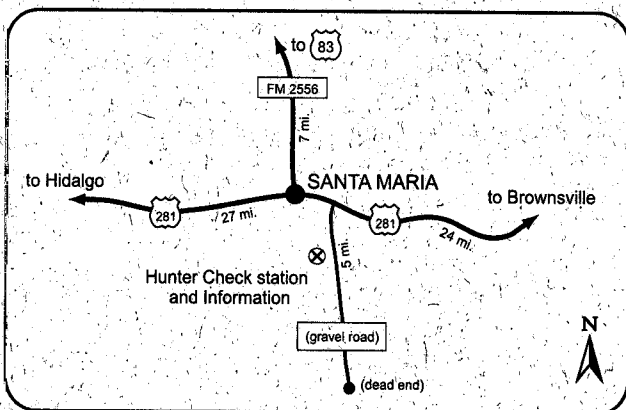 to 83
FM 2556
7 mi.
to Hidalgo
SANTA MARIA
to Brownsville
281
27 mi.
281
24 mi.
5 mi.
Hunter Check station
and Information
(gravel road)
N
(dead end)